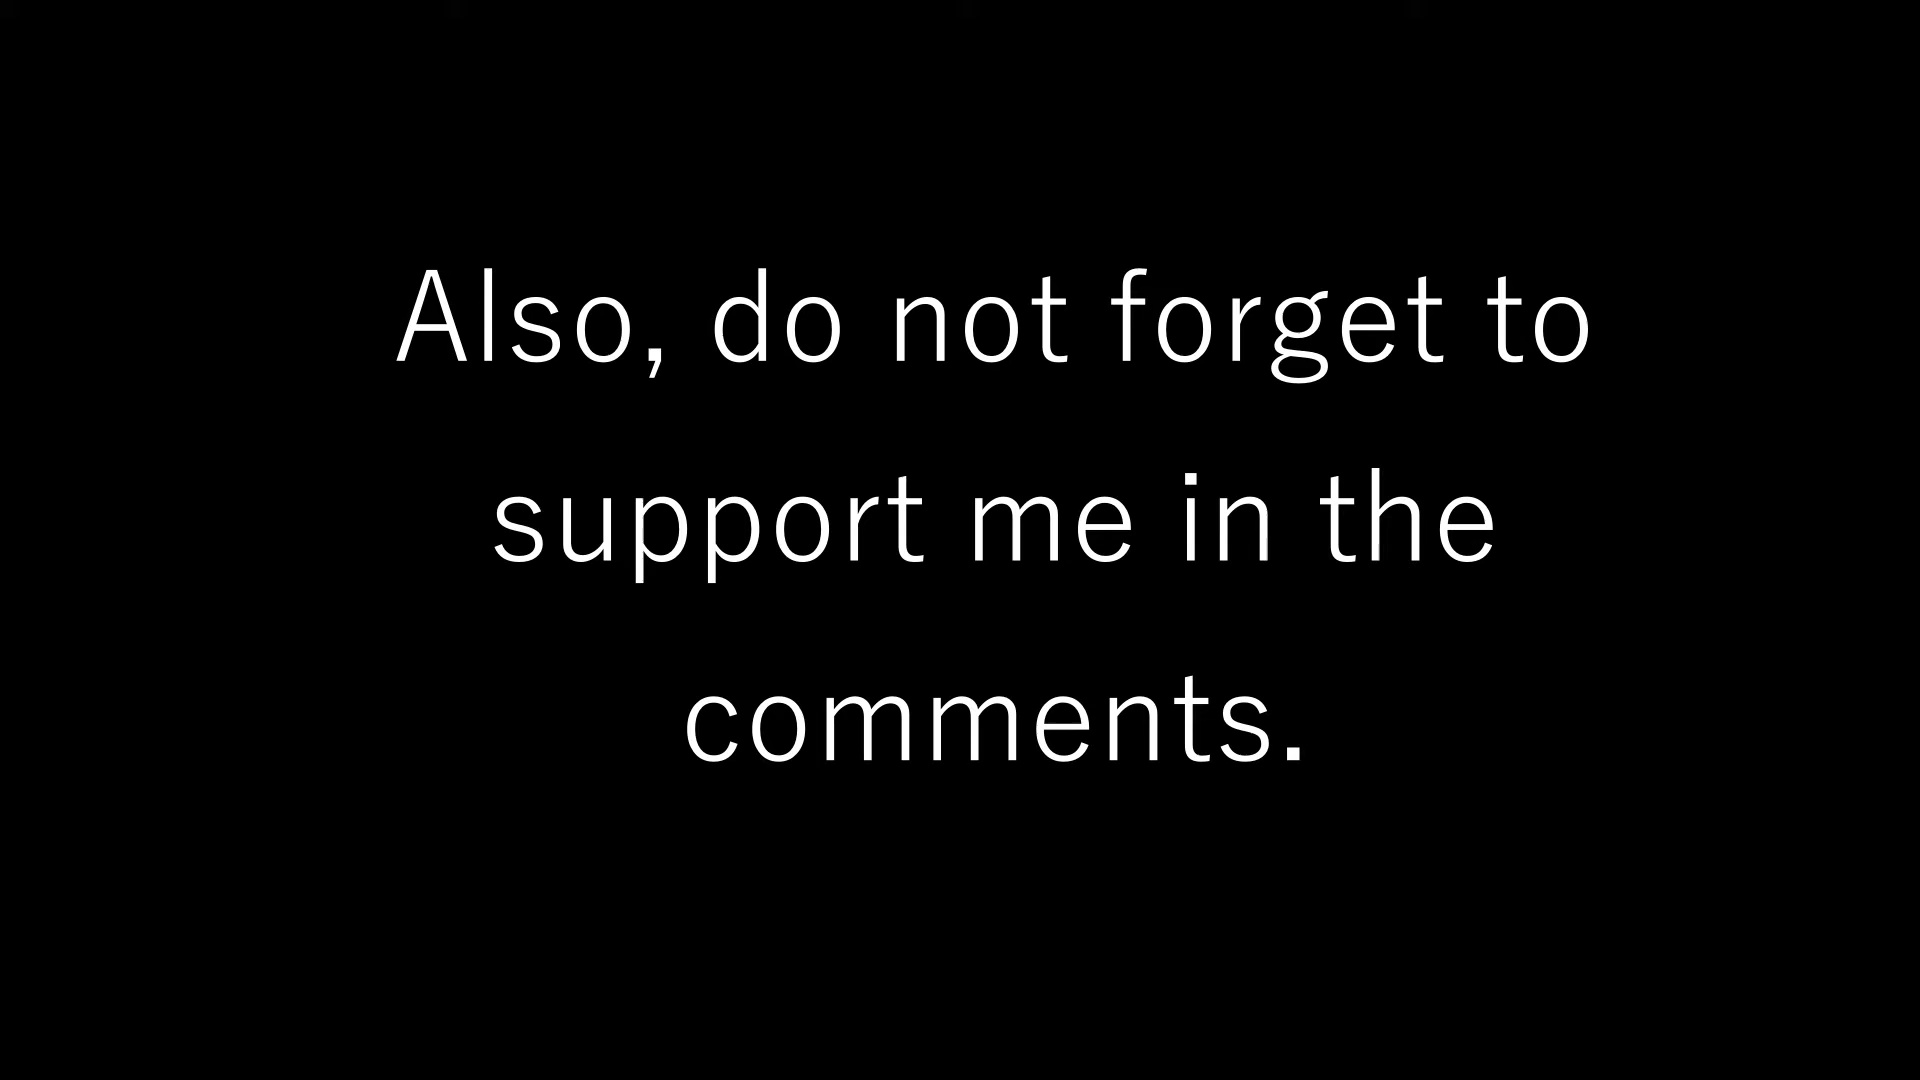 Also, do not forget to
support me in the
comments.